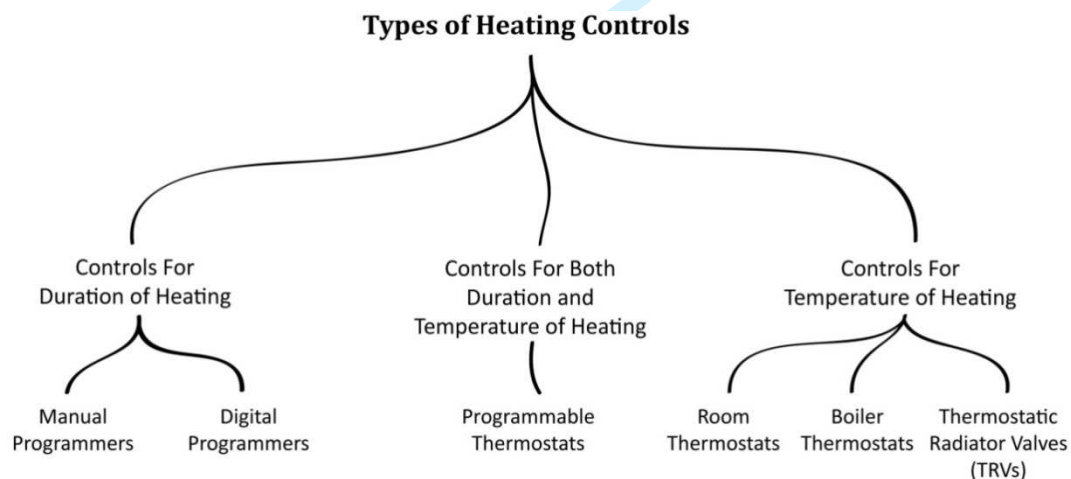 Types of Heating Controls
Controls For
Duration of Heating
Controls For Both
Duration and
Temperature of Heating
Controls For
Temperature of Heating
Manual
Programmers
Digital
Programmers
Programmable
Thermostats
Room
Thermostats
Boiler
Thermostats
Thermostatic
Radiator Valves
(TRVs)